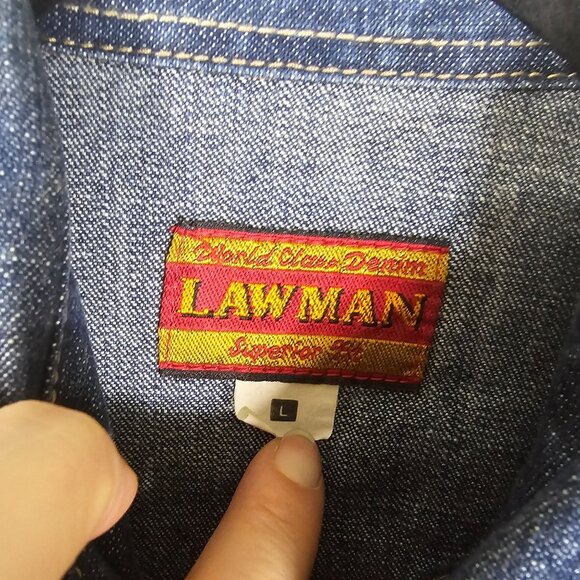 World Class Denim
LAWMAN
Superior Fit
L